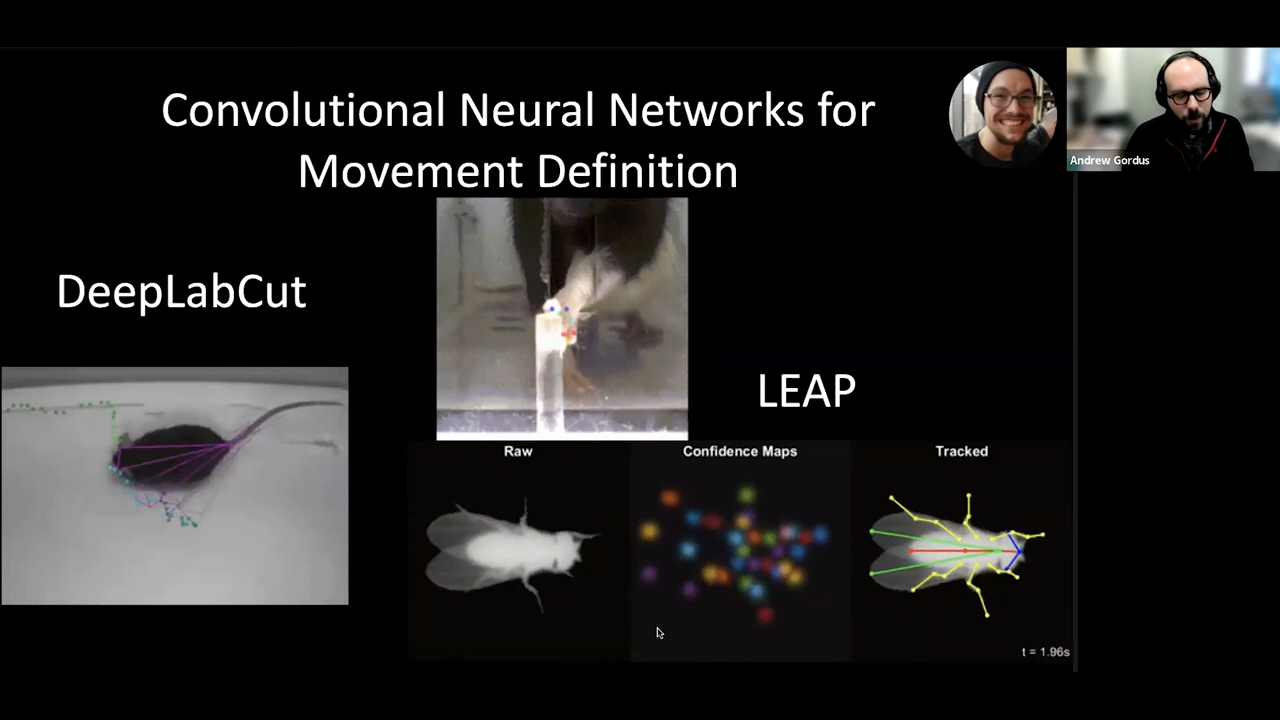 Convolutional Neural Networks for
Movement Definition
Andrew Gordus
DeepLabCut
LEAP
Raw
Confidence Maps
Tracked
t = 1.96s